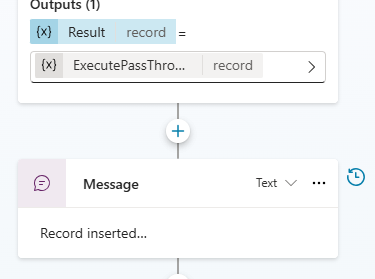 Outputs (1)
{x} Result record =
{x} ExecutePassThro... record
Message Text ...
Record inserted...